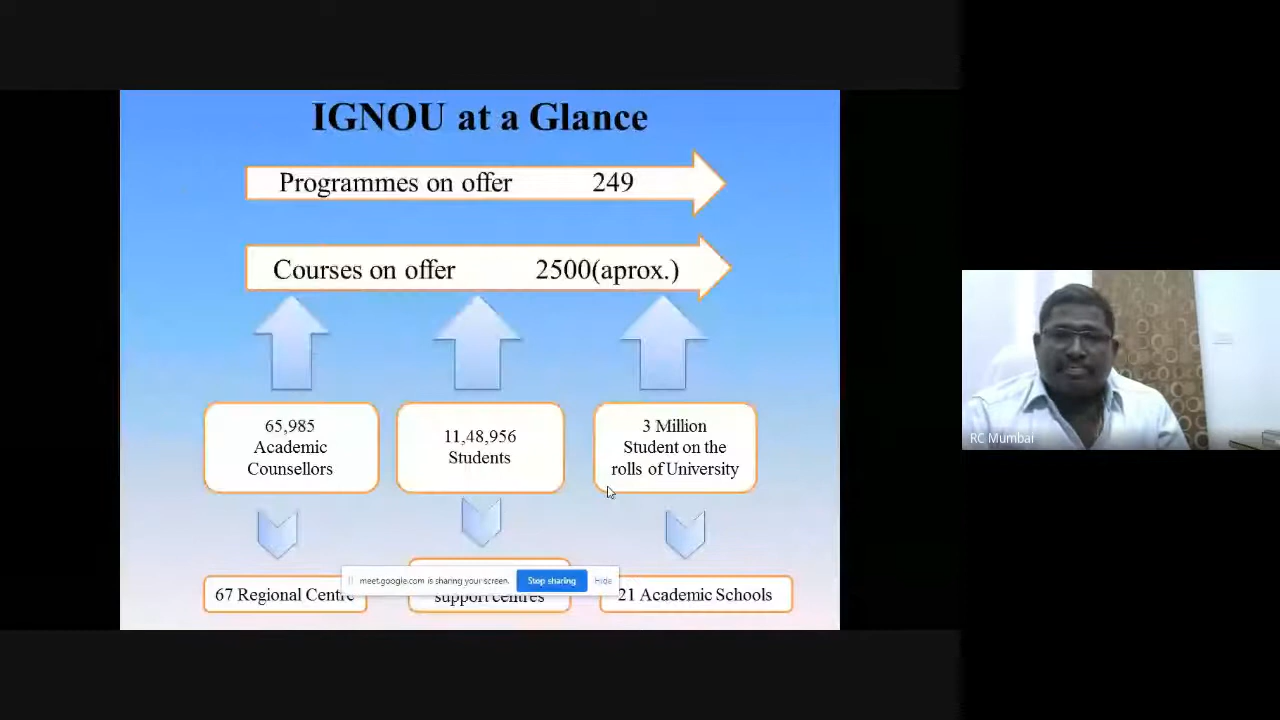 IGNOU at a Glance
Programmes on offer 249
Courses on offer 2500(aprox.)
65,985
Academic
Counsellors
11,48,956
Students
3 Million
Student on the
rolls of University
RC Mumbai
meet.google.com is sharing your screen. Stop sharing Hide
67 Regional Centre
support centres
21 Academic Schools